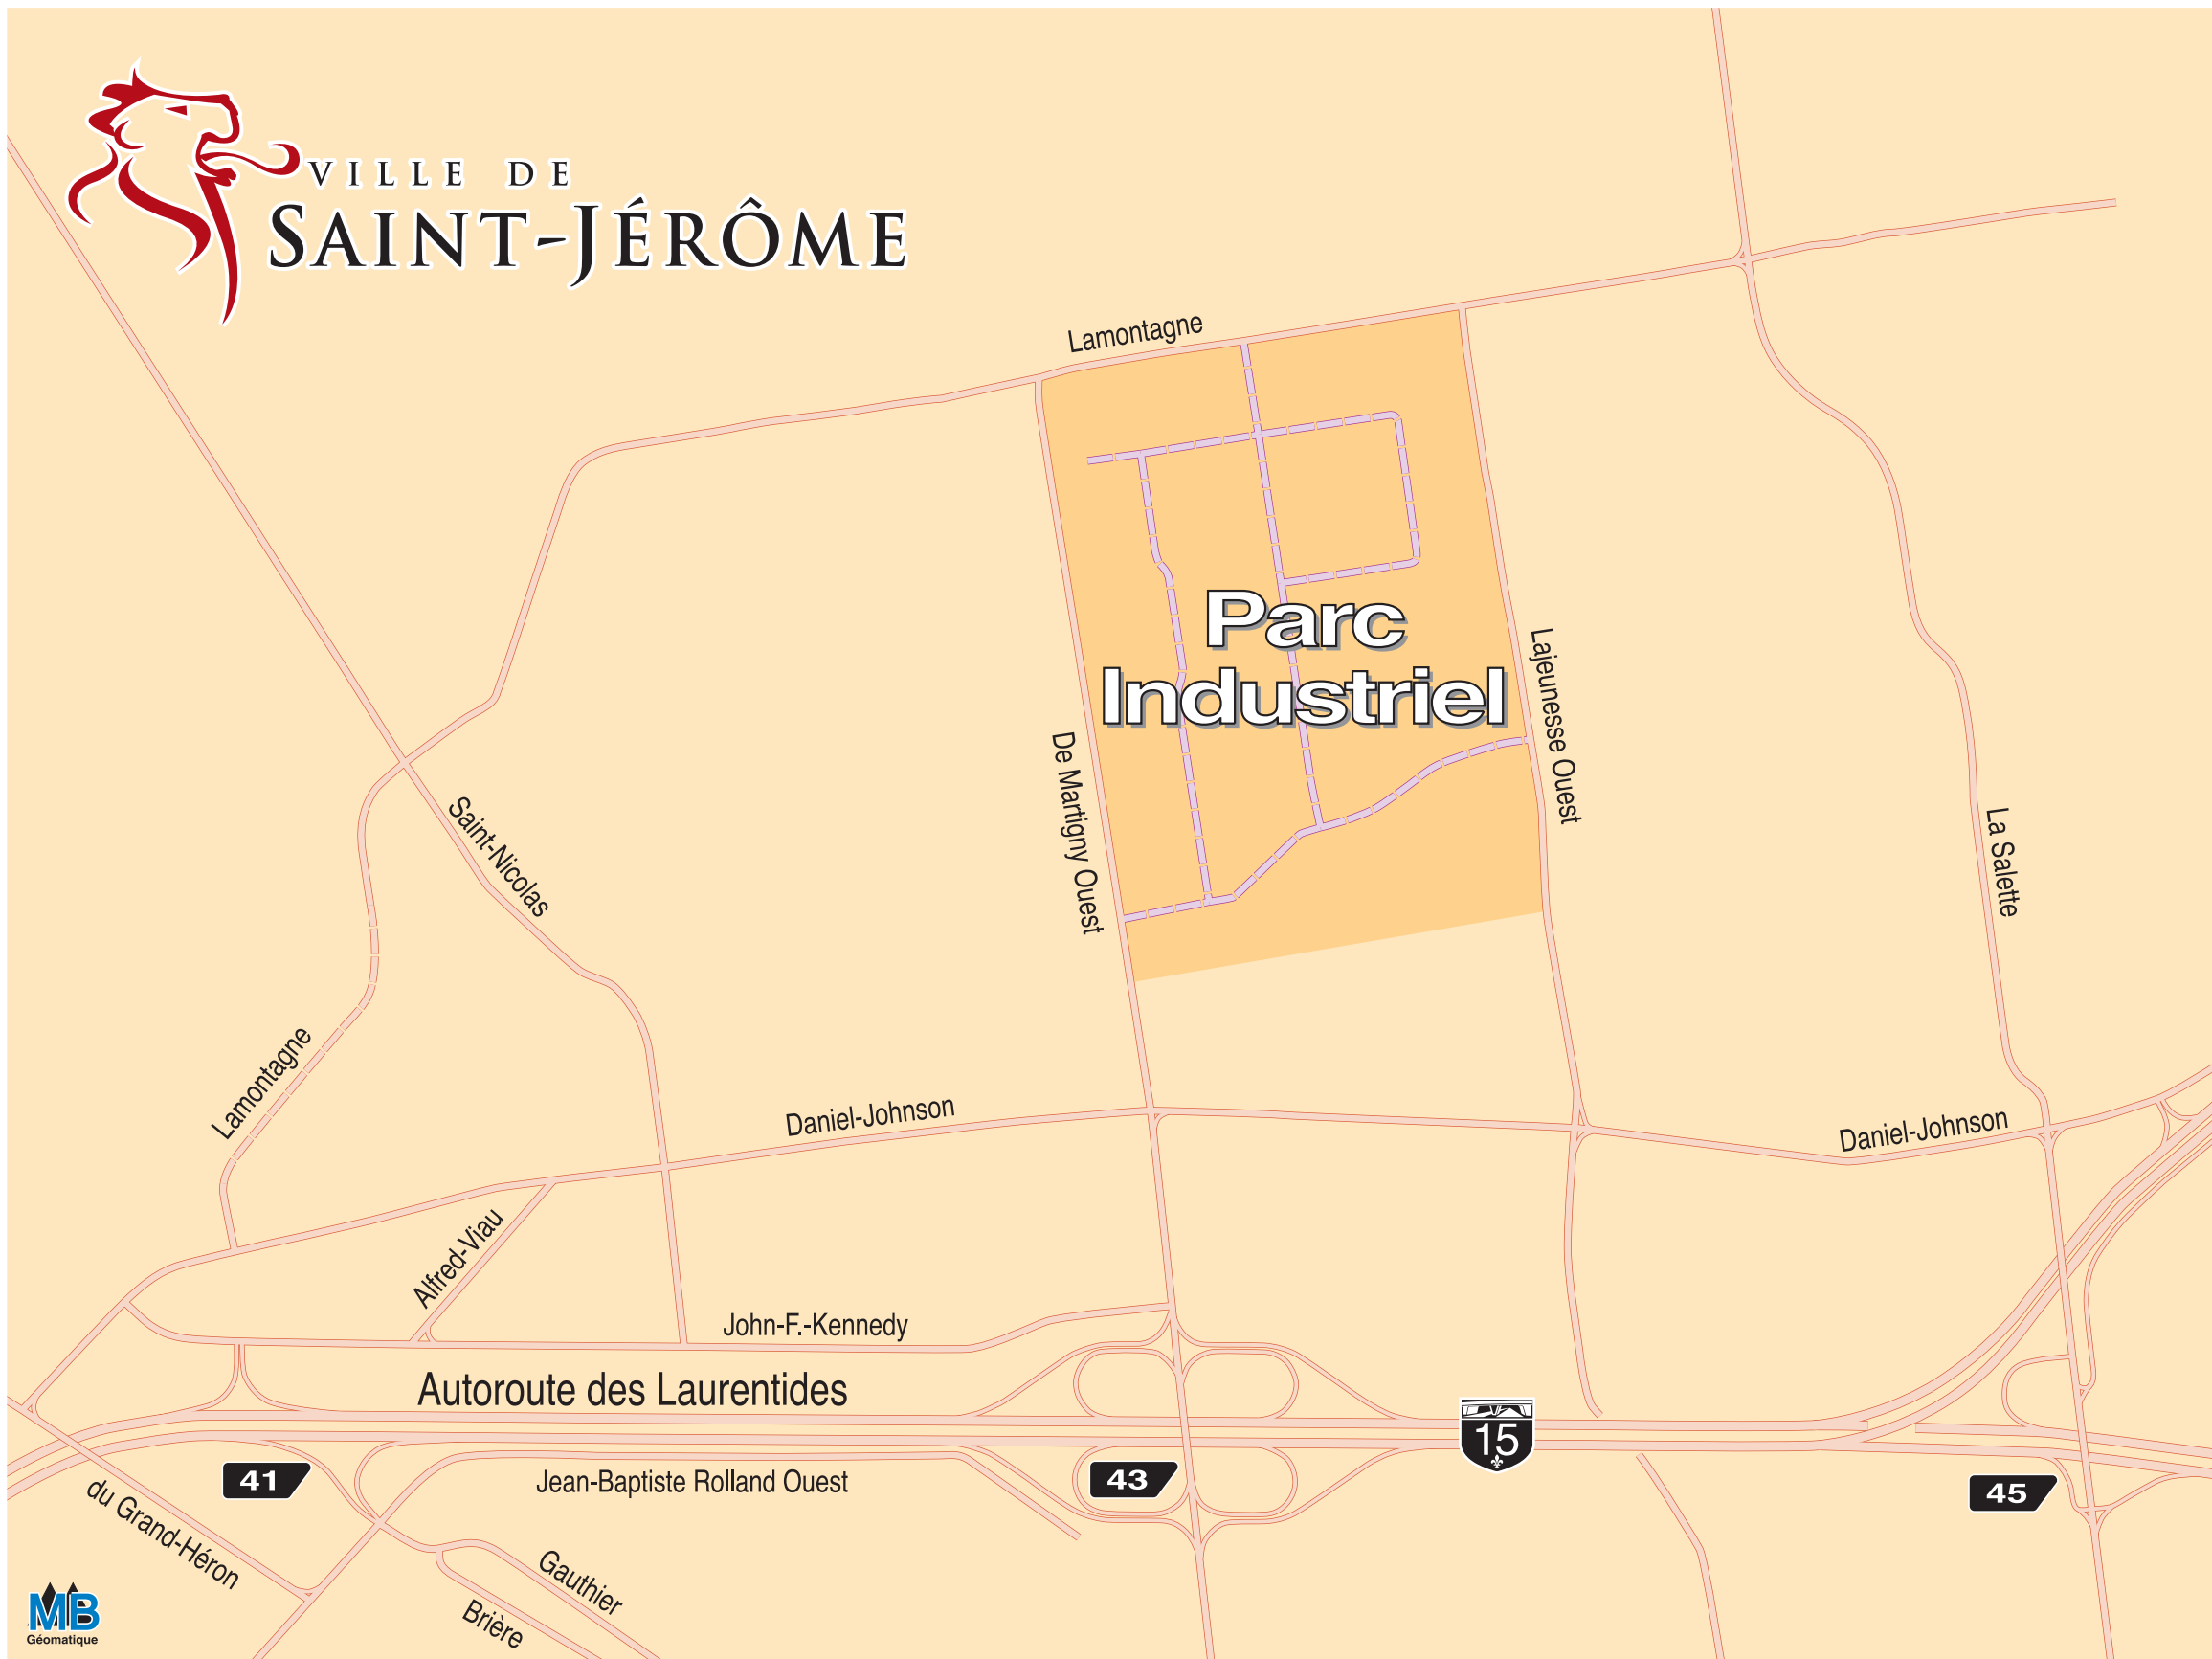 VILLE DE
SAINT-JÉRÔME
Lamontagne
Parc
Industriel
Lajeunesse Ouest
De Martigny Ouest
Saint-Nicolas
La Salette
Lamontagne
Daniel-Johnson
Daniel-Johnson
Alfred-Viau
John-F.-Kennedy
Autoroute des Laurentides
15
41
Jean-Baptiste Rolland Ouest
43
45
du Grand-Héron
Gauthier
Brière
MB
Géomatique